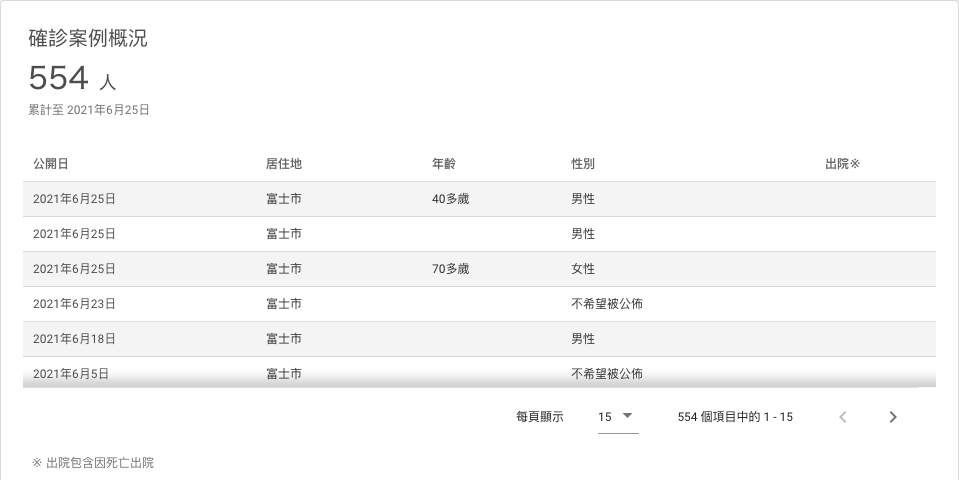 確診案例概況
554 人
累計至 2021年6月25日
公開日 居住地 年齡 性別 出院※
2021年6月25日 富士市 40多歲 男性
2021年6月25日 富士市 男性
2021年6月25日 富士市 70多歲 女性
2021年6月23日 富士市 不希望被公佈
2021年6月18日 富士市 男性
2021年6月5日 富士市 不希望被公佈
每頁顯示 15 554 個項目中的 1 - 15
※ 出院包含因死亡出院